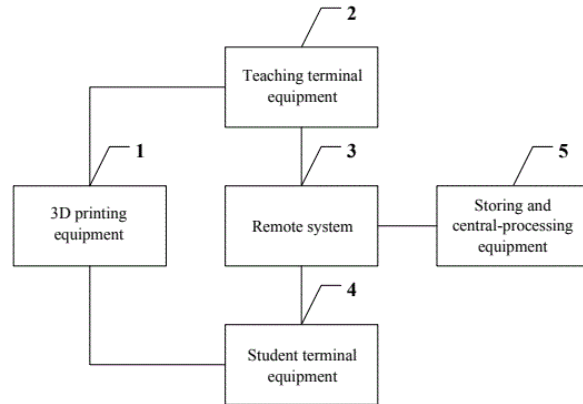 2
Teaching terminal
equipment
1
3
5
3D printing
equipment
Remote system
Storing and
central-processing
equipment
4
Student terminal
equipment